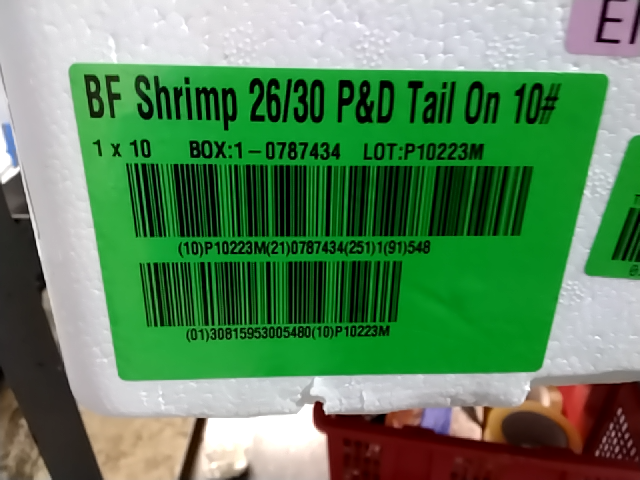 BF Shrimp 26/30 P&D Tail On 10#
1 x 10 BOX:1-0787434 LOT:P10223M
(10)P10223M(21)0787434(251)1(91)548
(01)30815953005480(10)P10223M